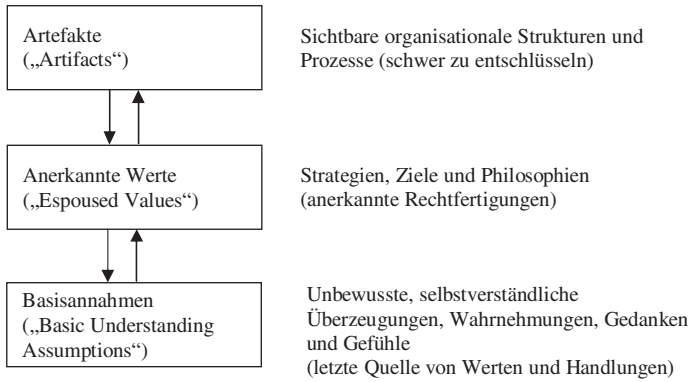 Artefakte
(„Artifacts“)
Sichtbare organisationale Strukturen und
Prozesse (schwer zu entschlüsseln)
Anerkannte Werte
(„Espoused Values“)
Strategien, Ziele und Philosophien
(anerkannte Rechtfertigungen)
Basisannahmen
(„Basic Understanding
Assumptions“)
Unbewusste, selbstverständliche
Überzeugungen, Wahrnehmungen, Gedanken
und Gefühle
(letzte Quelle von Werten und Handlungen)